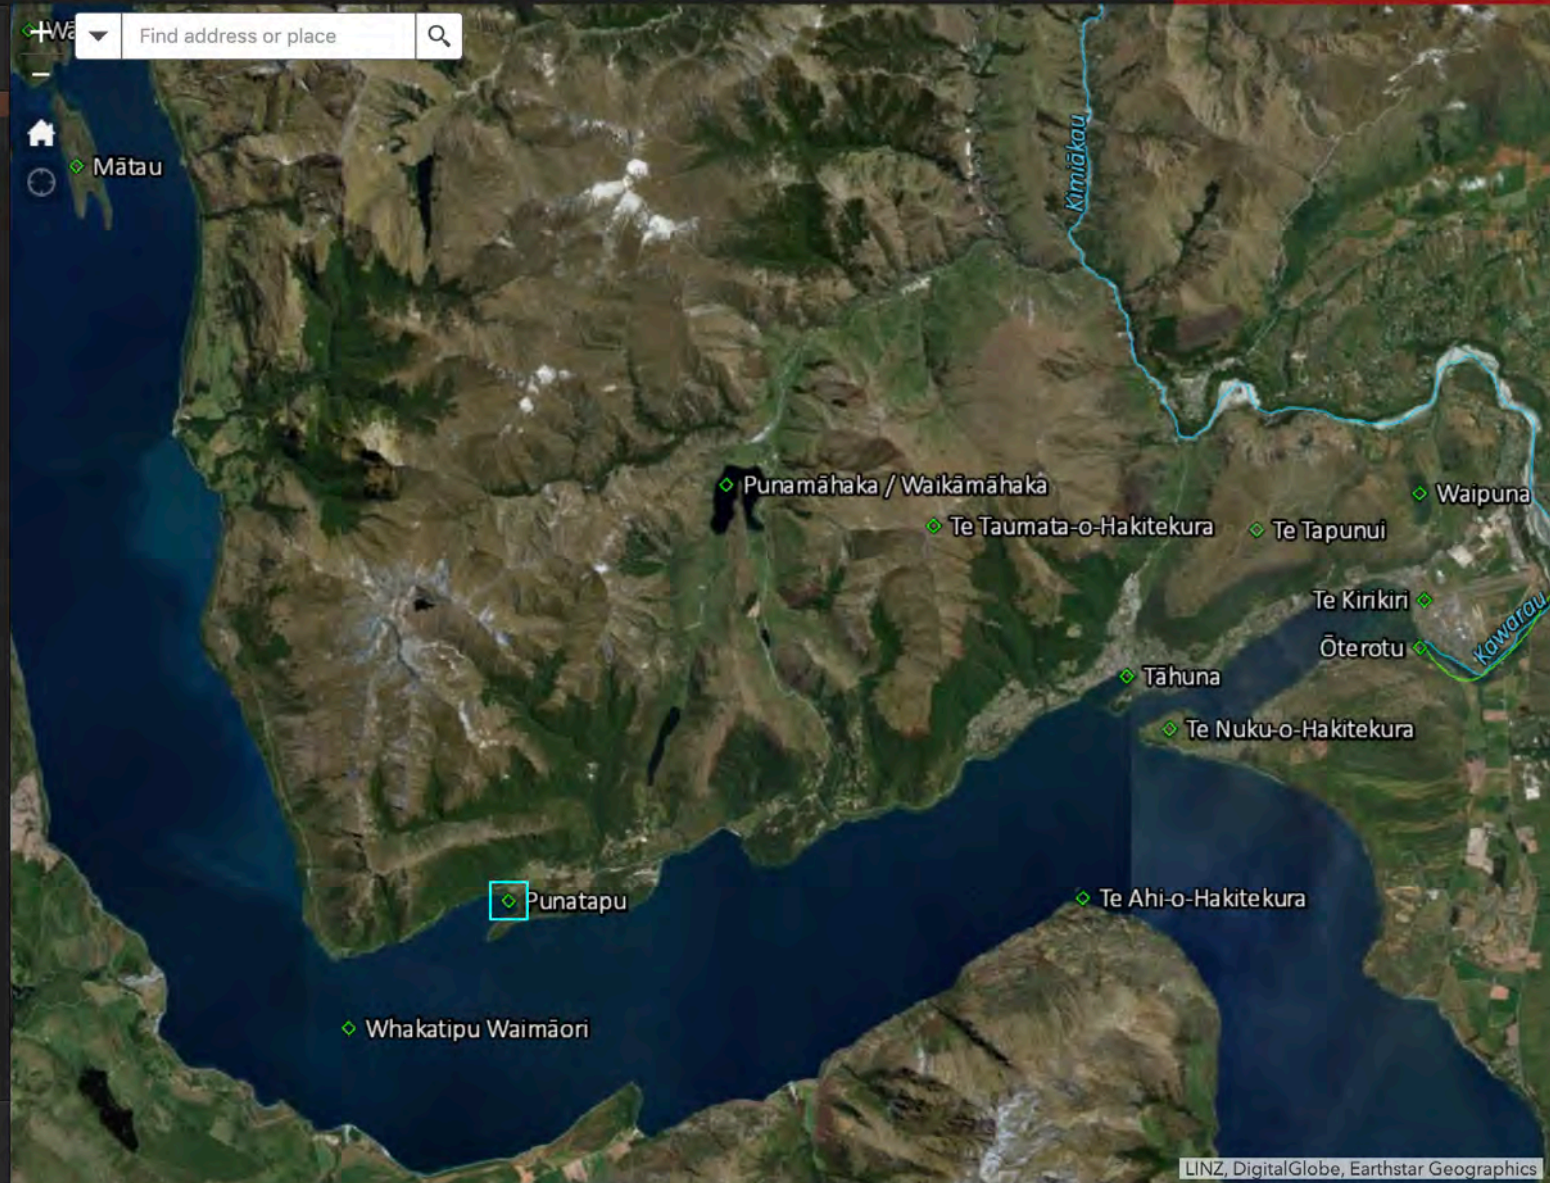 Wā
Find address or place
Mātau
Kimiākau
Punamāhaka / Waikāmāhaka
Waipuna
Te Taumata-o-Hakitekura
Te Tapunui
Te Kirikiri
Kawarau
Ōterotu
Tāhuna
Te Nuku-o-Hakitekura
Punatapu
Te Ahi-o-Hakitekura
Whakatipu Waimāori
LINZ, DigitalGlobe, Earthstar Geographics